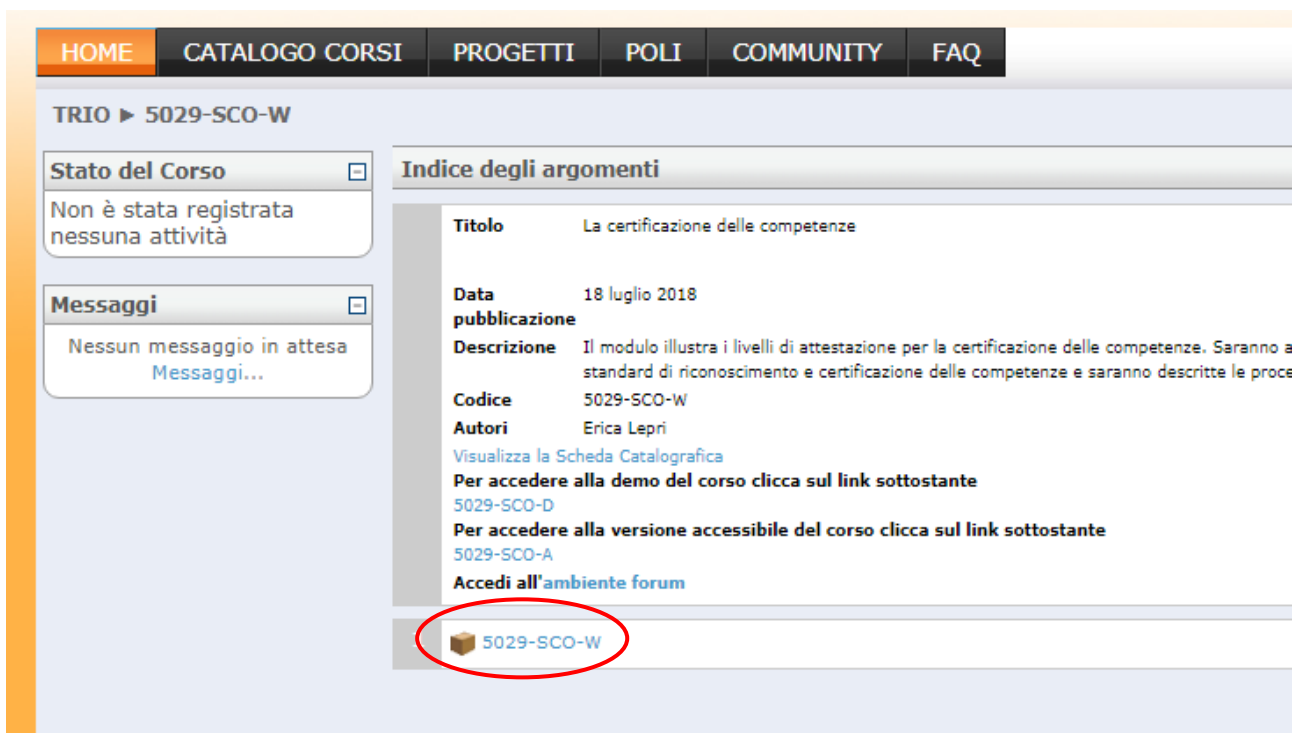 HOME CATALOGO CORSI PROGETTI POLI COMMUNITY FAQ
TRIO ► 5029-SCO-W
Stato del Corso
Non è stata registrata
nessuna attività
Messaggi
Nessun messaggio in attesa
Messaggi...
Indice degli argomenti
Titolo La certificazione delle competenze
Data 18 luglio 2018
pubblicazione
Descrizione Il modulo illustra i livelli di attestazione per la certificazione delle competenze. Saranno a
standard di riconoscimento e certificazione delle competenze e saranno descritte le proce
Codice 5029-SCO-W
Autori Erica Lepri
Visualizza la Scheda Catalografica
Per accedere alla demo del corso clicca sul link sottostante
5029-SCO-D
Per accedere alla versione accessibile del corso clicca sul link sottostante
5029-SCO-A
Accedi all'ambiente forum
5029-SCO-W